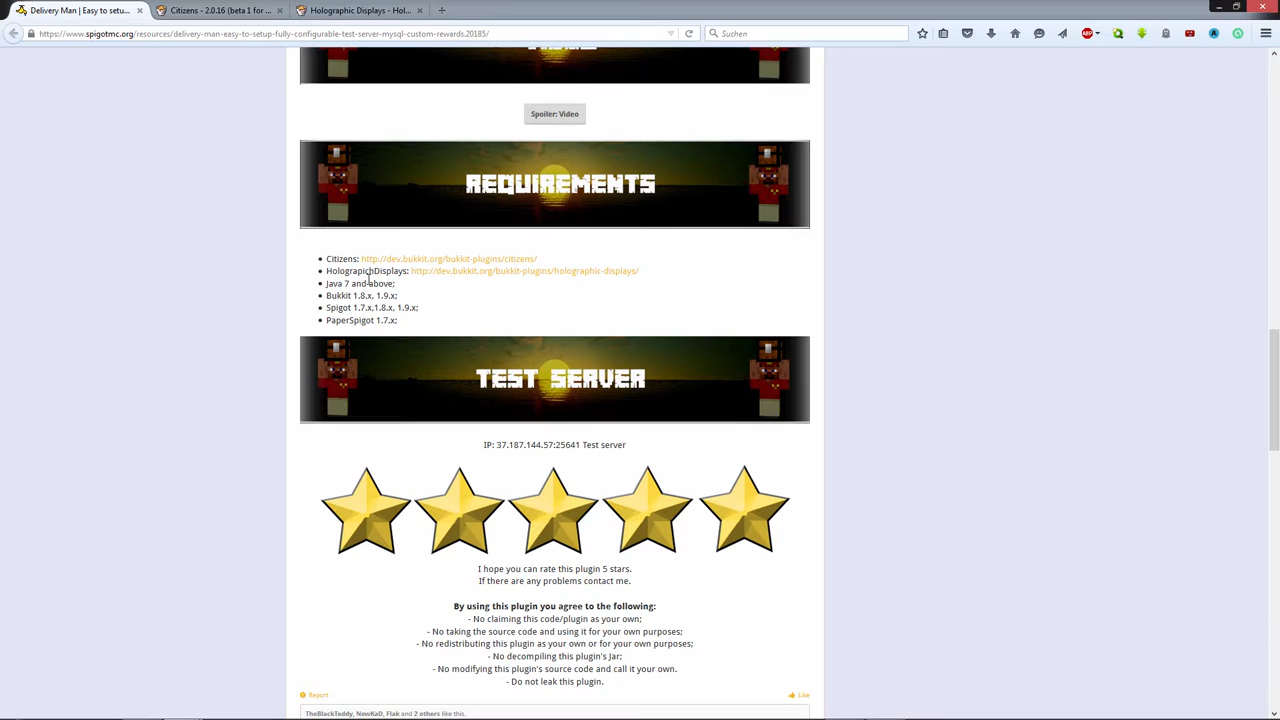 Delivery Man | Easy to setu...
Citizens - 2.0.16 (beta 1 for ...
Holographic Displays - Hol...
https://www.spigotmc.org/resources/delivery-man-easy-to-setup-fully-configurable-test-server-mysql-custom-rewards.20185/
Suchen
ABP
Spoiler: Video
REQUIREMENTS
Citizens: http://dev.bukkit.org/bukkit-plugins/citizens/
HolograpichDisplays: http://dev.bukkit.org/bukkit-plugins/holographic-displays/
Java 7 and above;
Bukkit 1.8.x, 1.9.x;
Spigot 1.7.x,1.8.x, 1.9.x;
PaperSpigot 1.7.x;
TEST SERVER
IP: 37.187.144.57:25641 Test server
I hope you can rate this plugin 5 stars.
If there are any problems contact me.
By using this plugin you agree to the following:
- No claiming this code/plugin as your own;
- No taking the source code and using it for your own purposes;
- No redistributing this plugin as your own or for your own purposes;
- No decompiling this plugin's Jar;
- No modifying this plugin's source code and call it your own.
- Do not leak this plugin.
Report
Like
TheBlackTeddy, NewKaD, Flak and 2 others like this.